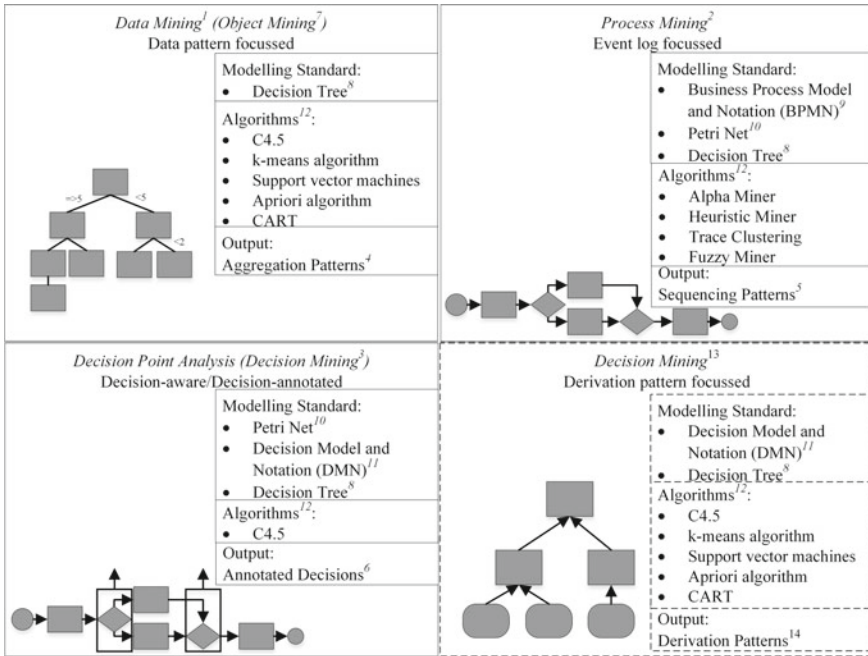 Data Mining¹ (Object Mining⁷)
Data pattern focussed
Modelling Standard:
• Decision Tree⁸
Algorithms¹²:
• C4.5
• k-means algorithm
• Support vector machines
• Apriori algorithm
• CART
Output:
Aggregation Patterns⁴
=>5
<5
<2
Process Mining²
Event log focussed
Modelling Standard:
• Business Process Model
and Notation (BPMN)⁹
• Petri Net¹⁰
• Decision Tree⁸
Algorithms¹²:
• Alpha Miner
• Heuristic Miner
• Trace Clustering
• Fuzzy Miner
Output:
Sequencing Patterns⁵
Decision Point Analysis (Decision Mining³)
Decision-aware/Decision-annotated
Modelling Standard:
• Petri Net¹⁰
• Decision Model and
Notation (DMN)¹¹
• Decision Tree⁸
Algorithms¹²:
• C4.5
Output:
Annotated Decisions⁶
Decision Mining¹³
Derivation pattern focussed
Modelling Standard:
• Decision Model and
Notation (DMN)¹¹
• Decision Tree⁸
Algorithms¹²:
• C4.5
• k-means algorithm
• Support vector machines
• Apriori algorithm
• CART
Output:
Derivation Patterns¹⁴